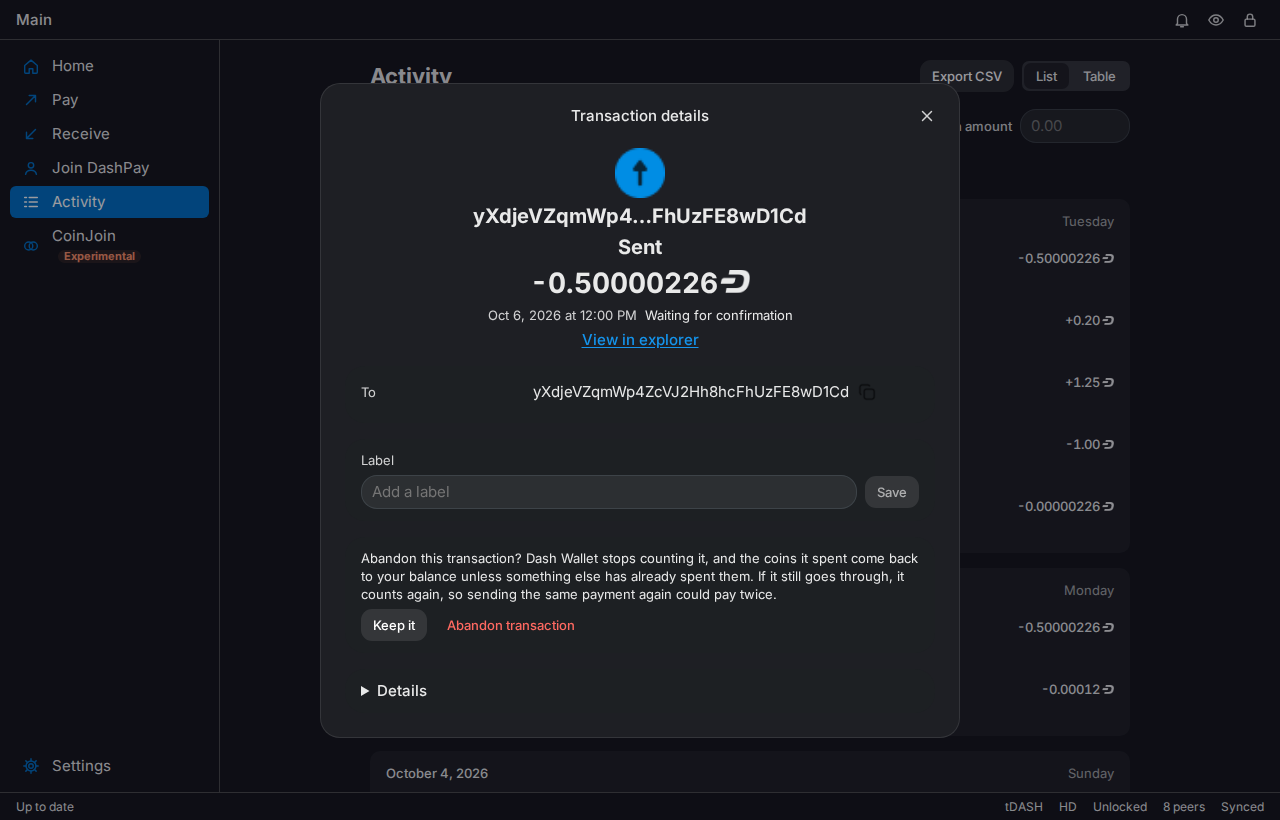 Main
Home
Pay
Receive
Join DashPay
Activity
CoinJoin
Experimental
Settings
Activity
Export CSV
List
Table
amount
0.00
Tuesday
-0.50000226
+0.20
+1.25
-1.00
-0.00000226
Monday
-0.50000226
-0.00012
October 4, 2026
Sunday
Transaction details
yXdjeVZqmWp4...FhUzFE8wD1Cd
Sent
-0.50000226
Oct 6, 2026 at 12:00 PM Waiting for confirmation
View in explorer
To
yXdjeVZqmWp4ZcVJ2Hh8hcFhUzFE8wD1Cd
Label
Add a label
Save
Abandon this transaction? Dash Wallet stops counting it, and the coins it spent come back
to your balance unless something else has already spent them. If it still goes through, it
counts again, so sending the same payment again could pay twice.
Keep it
Abandon transaction
Details
Up to date
tDASH
HD
Unlocked
8 peers
Synced